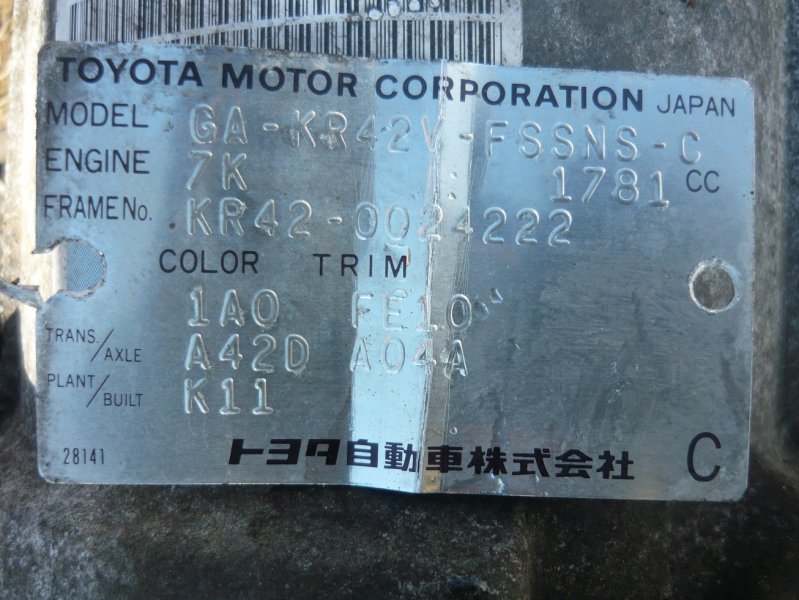 TOYOTA MOTOR CORPORATION JAPAN
MODEL GA-KR42V-FSSNS-C
ENGINE 7K 1781 CC
FRAME No. KR42-0024222
COLOR TRIM
1A0 FE10
TRANS./AXLE A42D A04A
PLANT/BUILT K11
28141 トヨタ自動車株式会社 C